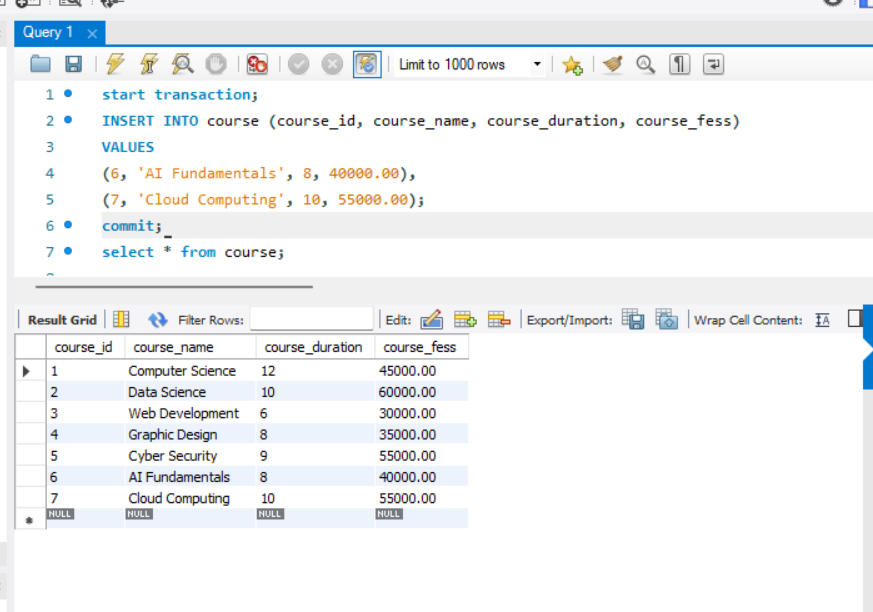 Query 1
Limit to 1000 rows
1 start transaction;
2 INSERT INTO course (course_id, course_name, course_duration, course_fess)
3 VALUES
4 (6, 'AI Fundamentals', 8, 40000.00),
5 (7, 'Cloud Computing', 10, 55000.00);
6 commit;
7 select * from course;
Result Grid Filter Rows: Edit: Export/Import: Wrap Cell Content: IA
course_id course_name course_duration course_fess
1 Computer Science 12 45000.00
2 Data Science 10 60000.00
3 Web Development 6 30000.00
4 Graphic Design 8 35000.00
5 Cyber Security 9 55000.00
6 AI Fundamentals 8 40000.00
7 Cloud Computing 10 55000.00
NULL NULL NULL NULL